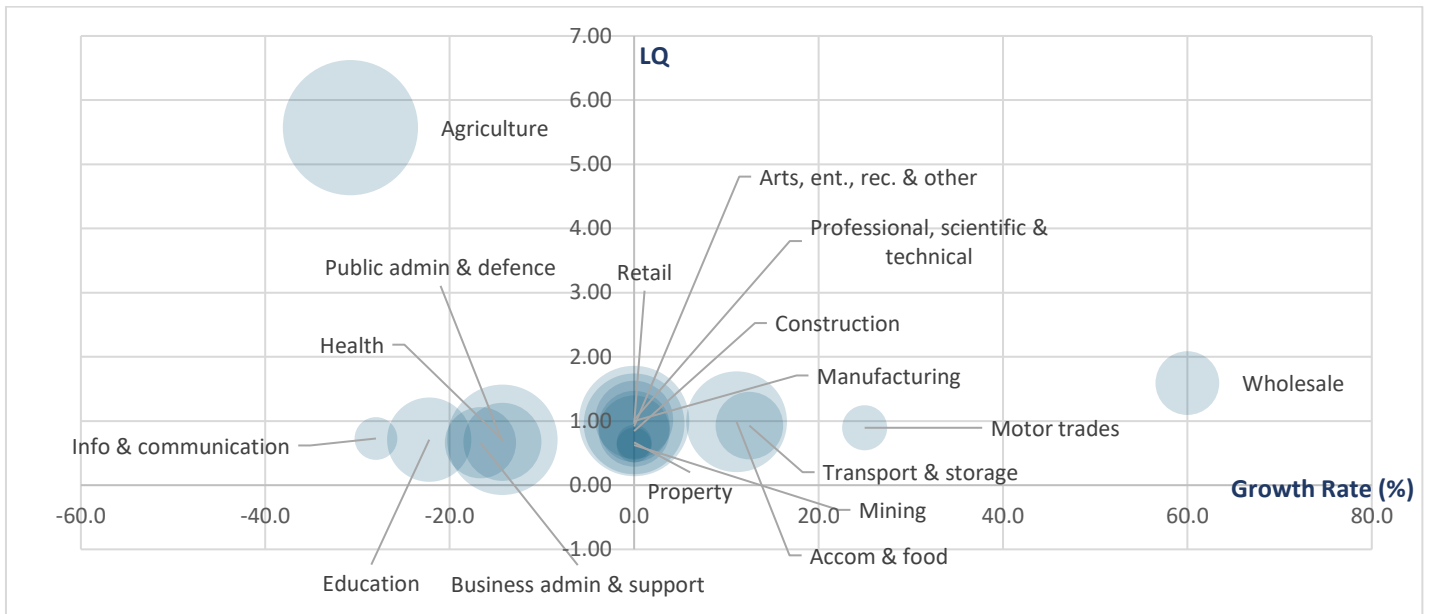 7.00
LQ
6.00
Agriculture
5.00
Arts, ent., rec. & other
4.00
Professional, scientific &
technical
Public admin & defence
Retail
3.00
Construction
Health
2.00
Manufacturing
Wholesale
1.00
Info & communication
Motor trades
Transport & storage
Property
0.00
Growth Rate (%)
-60.0
-40.0
-20.0
0.0
20.0
40.0
60.0
80.0
Mining
-1.00
Accom & food
Education
Business admin & support